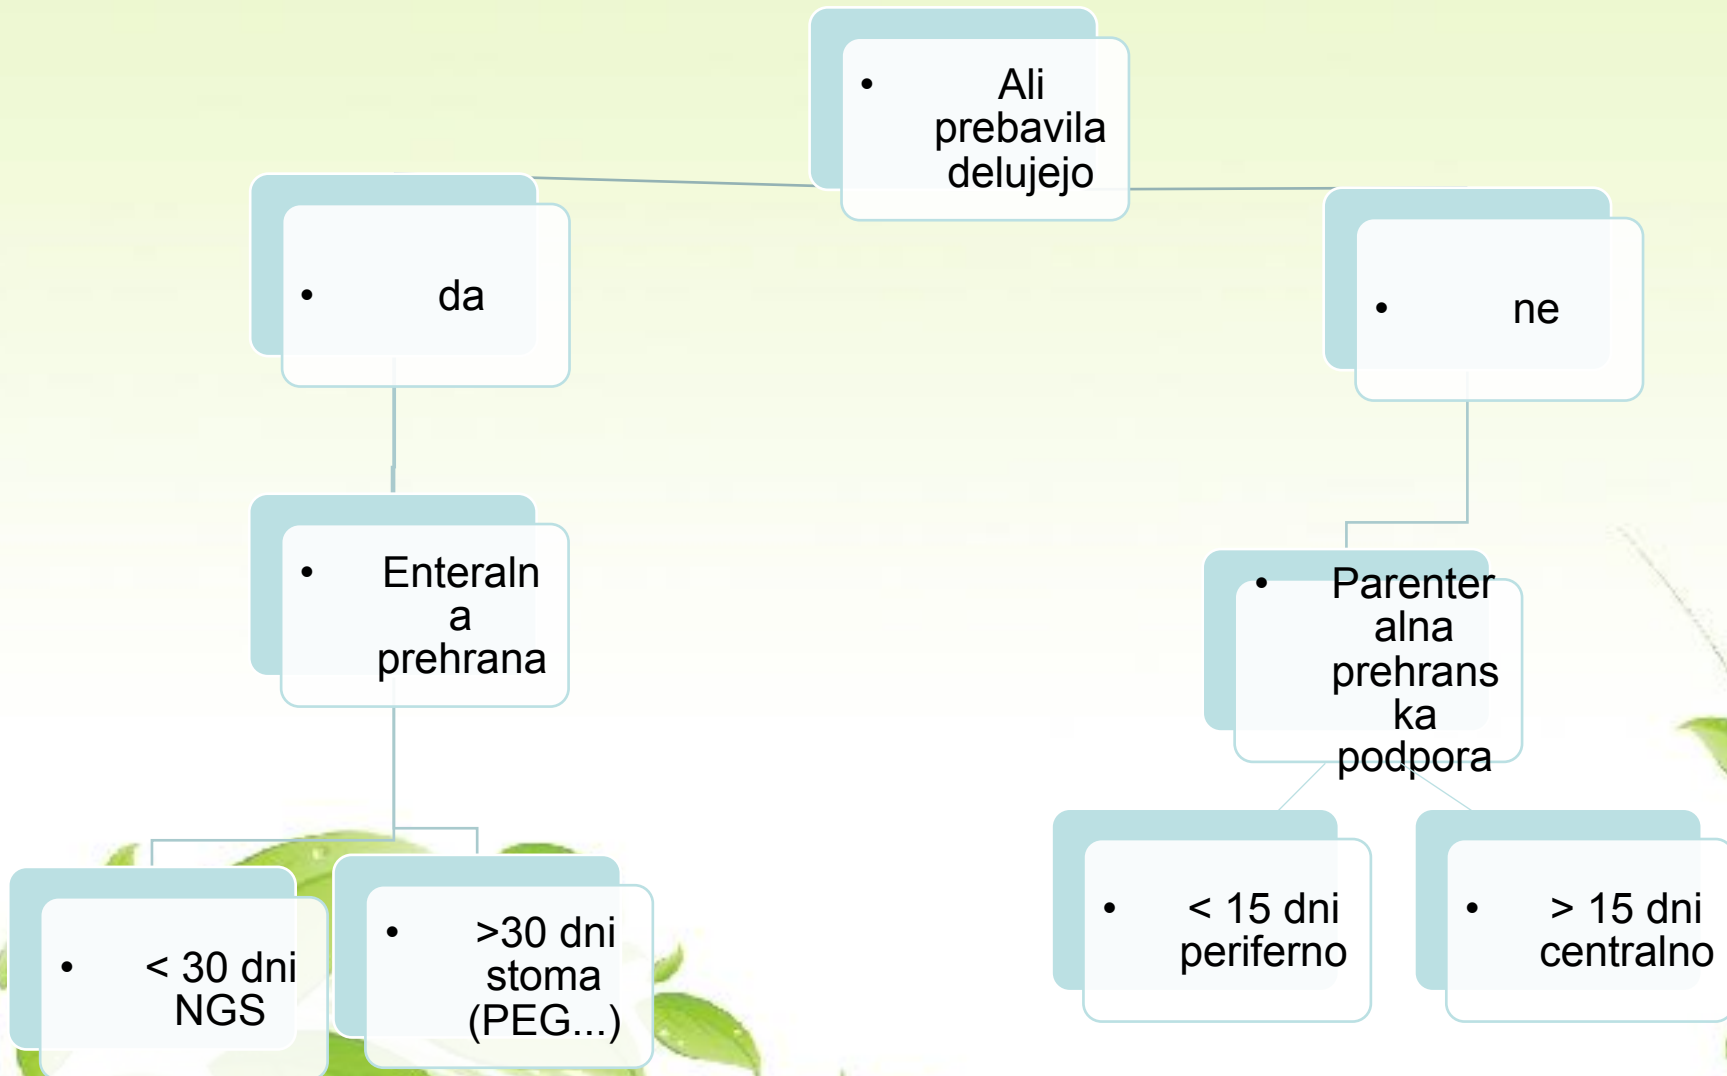 • Ali
prebavila
delujejo
• da
• ne
• Enteraln
a
prehrana
• Parenter
alna
prehrans
ka
podpora
• < 30 dni
NGS
• >30 dni
stoma
(PEG...)
• < 15 dni
periferno
• > 15 dni
centralno